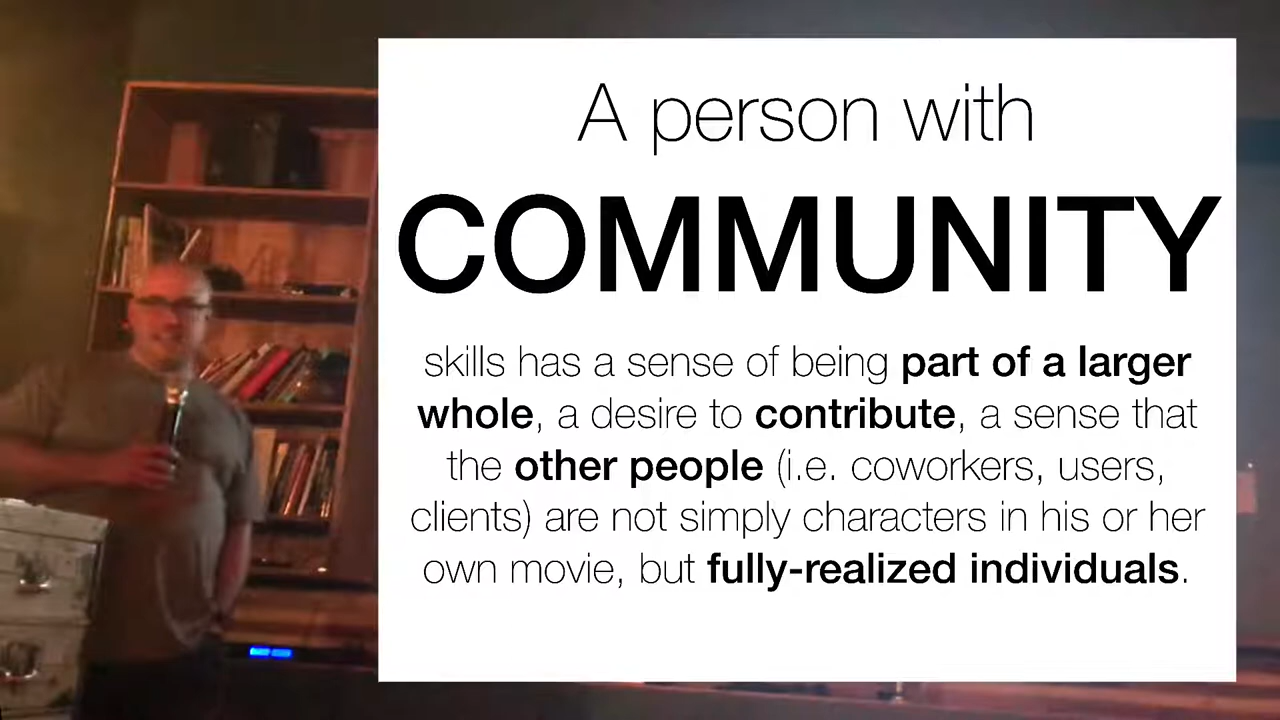 A person with
COMMUNITY
skills has a sense of being part of a larger
whole, a desire to contribute, a sense that
the other people (i.e. coworkers, users,
clients) are not simply characters in his or her
own movie, but fully-realized individuals.